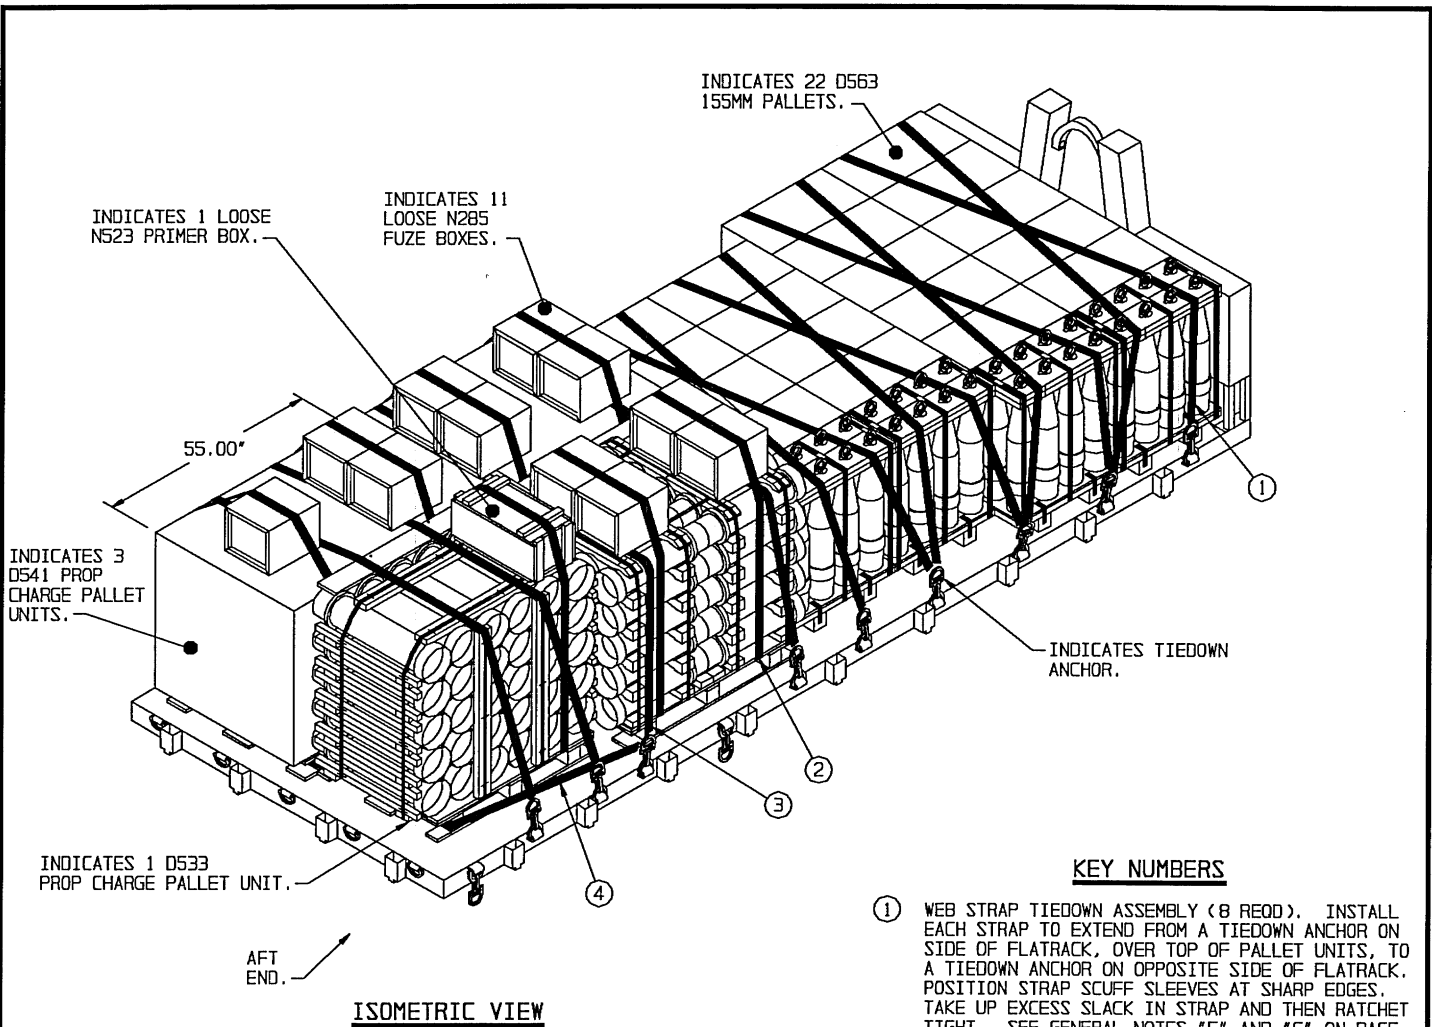 INDICATES 22 D563
155MM PALLETS.
INDICATES 11
LOOSE N285
FUZE BOXES.
INDICATES 1 LOOSE
N523 PRIMER BOX.
55.00"
INDICATES 3
D541 PROP
CHARGE PALLET
UNITS.
1
INDICATES TIEDOWN
ANCHOR.
2
3
4
INDICATES 1 D533
PROP CHARGE PALLET UNIT.
AFT
END.
ISOMETRIC VIEW
KEY NUMBERS
1 WEB STRAP TIEDOWN ASSEMBLY (8 REQD). INSTALL
EACH STRAP TO EXTEND FROM A TIEDOWN ANCHOR ON
SIDE OF FLATRACK, OVER TOP OF PALLET UNITS, TO
A TIEDOWN ANCHOR ON OPPOSITE SIDE OF FLATRACK.
POSITION STRAP SCUFF SLEEVES AT SHARP EDGES.
TAKE UP EXCESS SLACK IN STRAP AND THEN RATCHET
TIGHT. SEE GENERAL NOTES